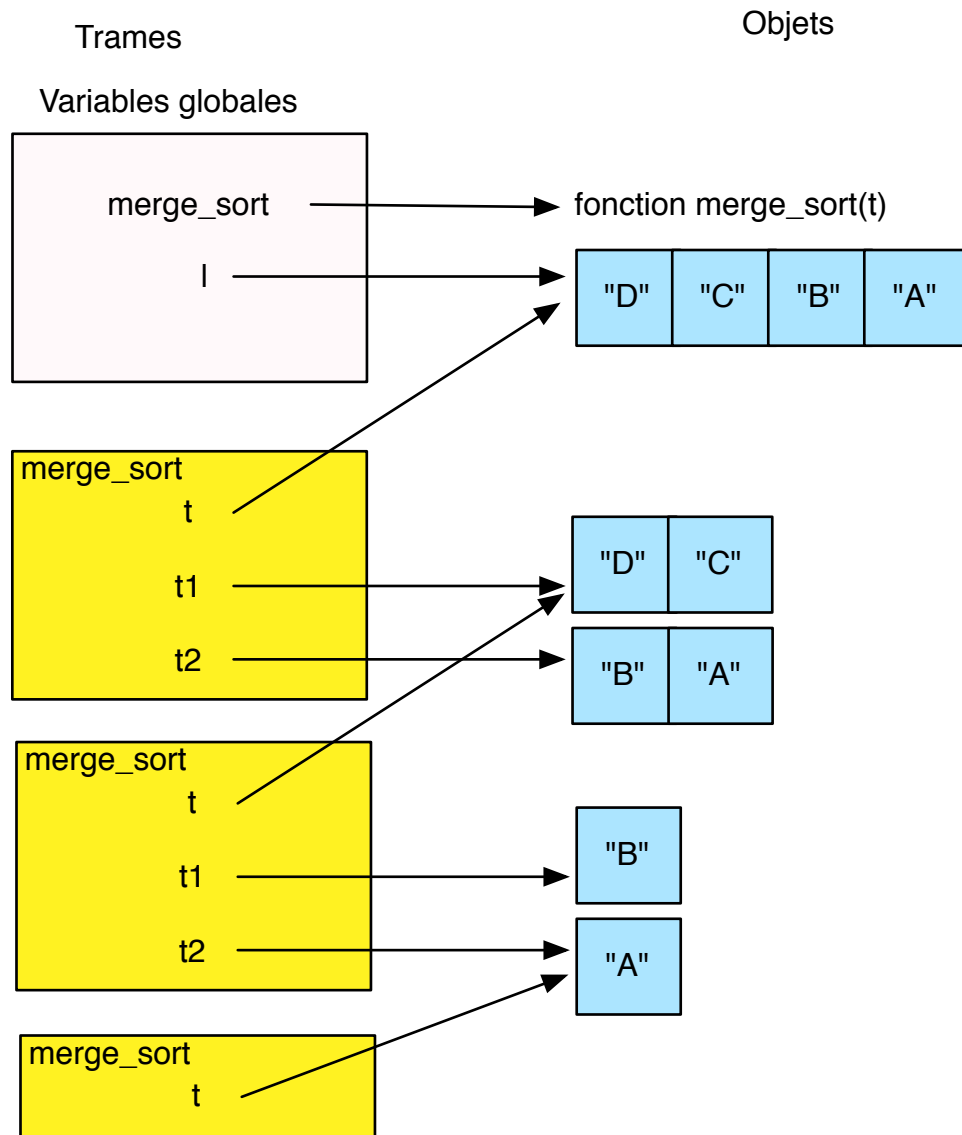 Trames
Objets
Variables globales
merge_sort
fonction merge_sort(t)
l
"D" "C" "B" "A"
merge_sort
t
t1
"D" "C"
t2
"B" "A"
merge_sort
t
t1
"B"
t2
"A"
merge_sort
t